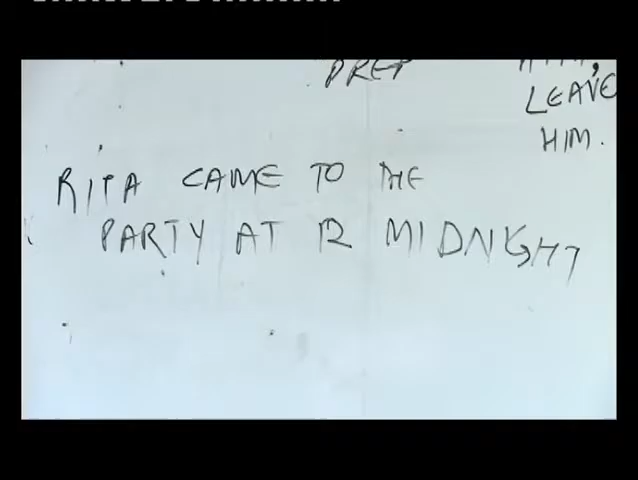 PREP
LEAVE
HIM.
RITA CAME TO THE
PARTY AT 12 MIDNIGHT